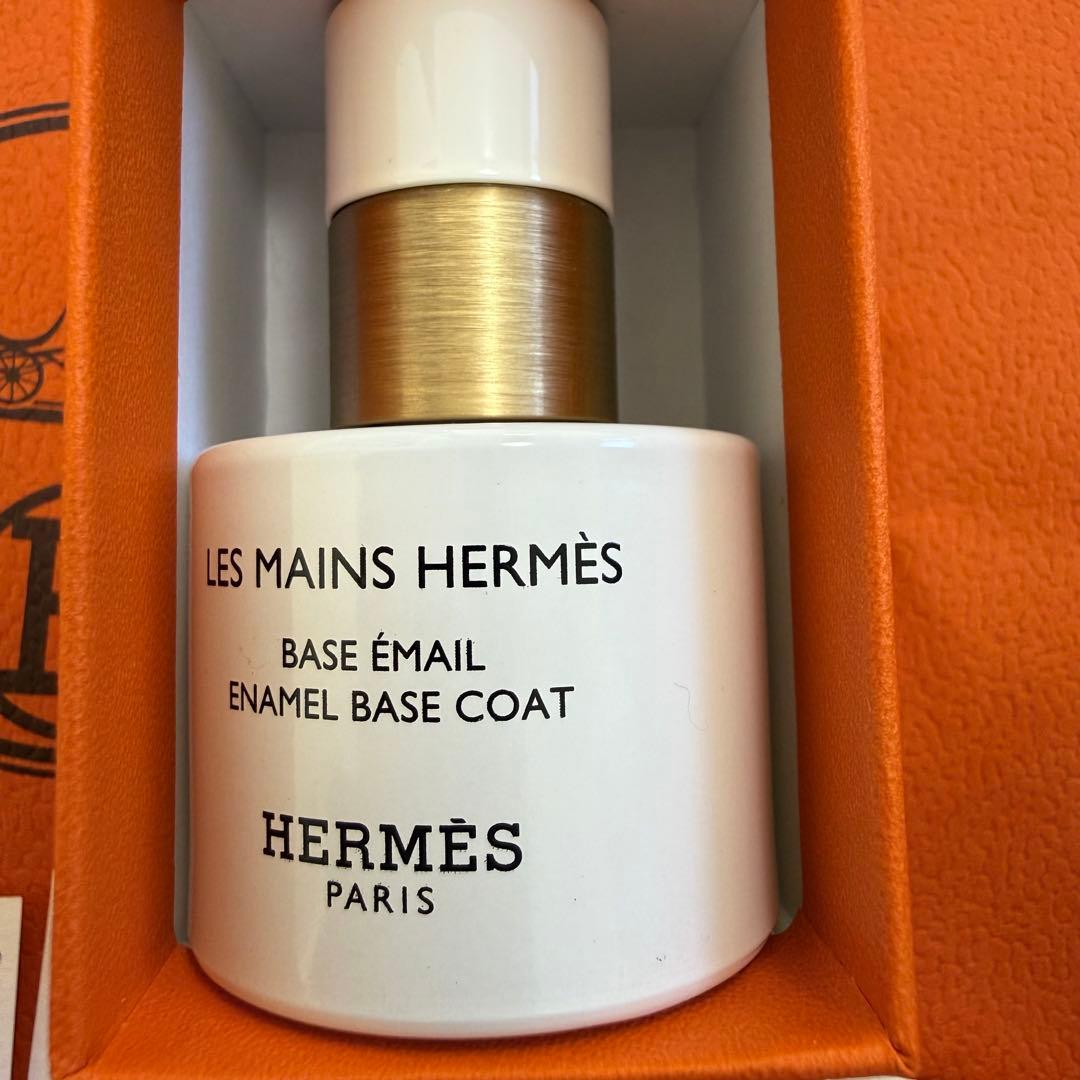 LES MAINS HERMÈS
BASE ÉMAIL
ENAMEL BASE COAT
HERMÈS
PARIS